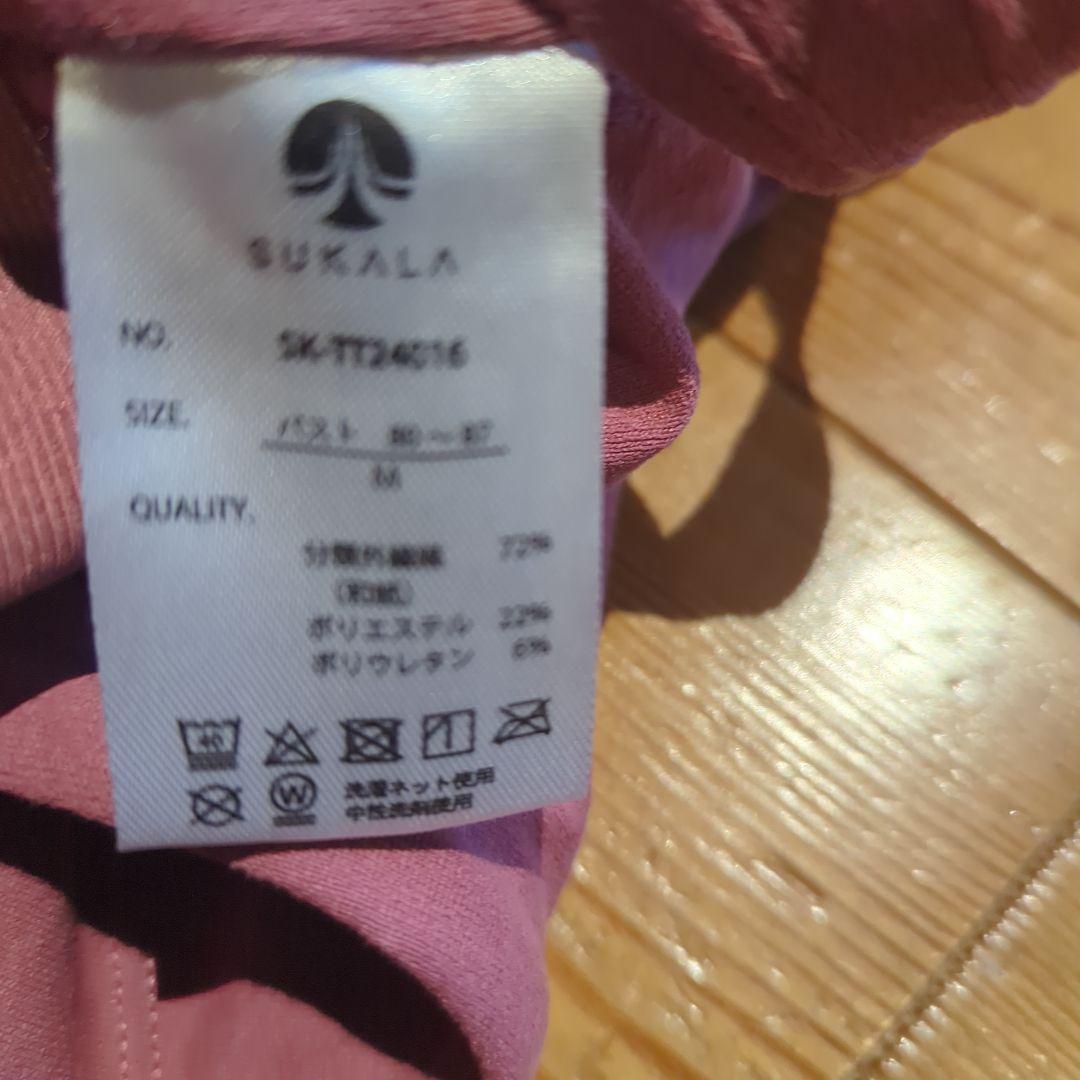 SUKALA
NO. SK-TT24016
SIZE. バスト 80～87
M
QUALITY.
分類外繊維 72%
(和紙)
ポリエステル 22%
ポリウレタン 6%
40
W
洗濯ネット使用
中性洗剤使用